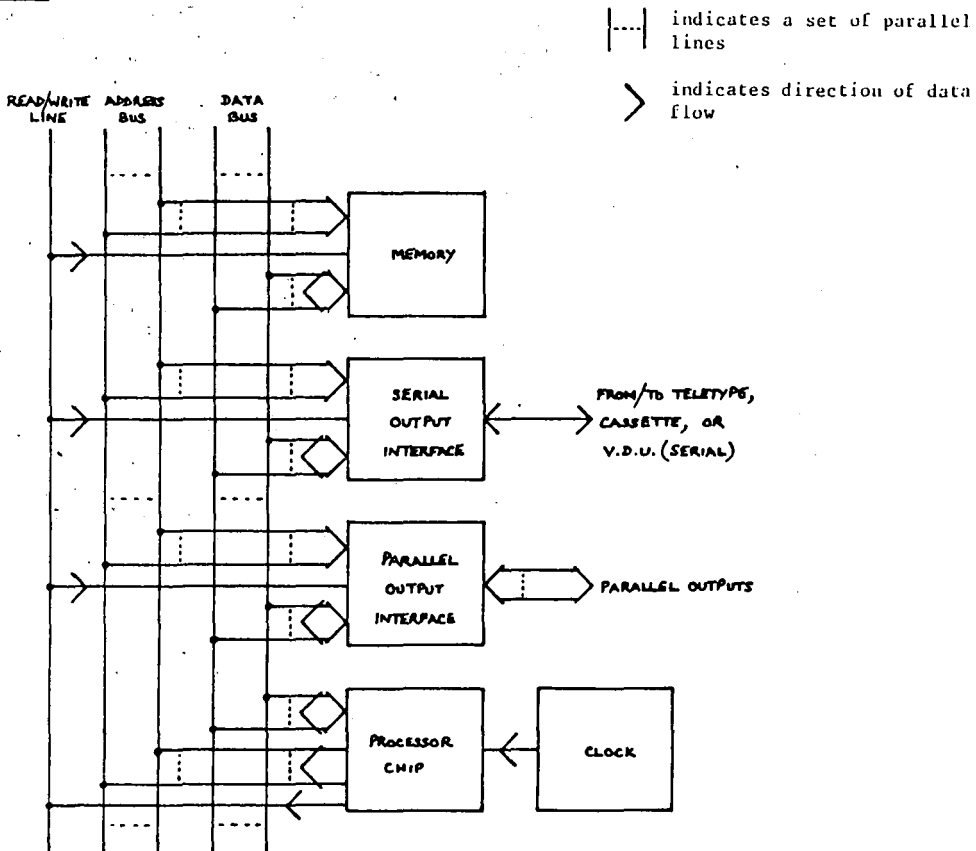 indicates a set of parallel
lines
indicates direction of data
flow
READ/WRITE
LINE
ADDRESS
BUS
DATA
BUS
MEMORY
SERIAL
OUTPUT
INTERFACE
FROM/TO TELETYPE,
CASSETTE, OR
V.D.U. (SERIAL)
PARALLEL
OUTPUT
INTERFACE
PARALLEL OUTPUTS
PROCESSOR
CHIP
CLOCK